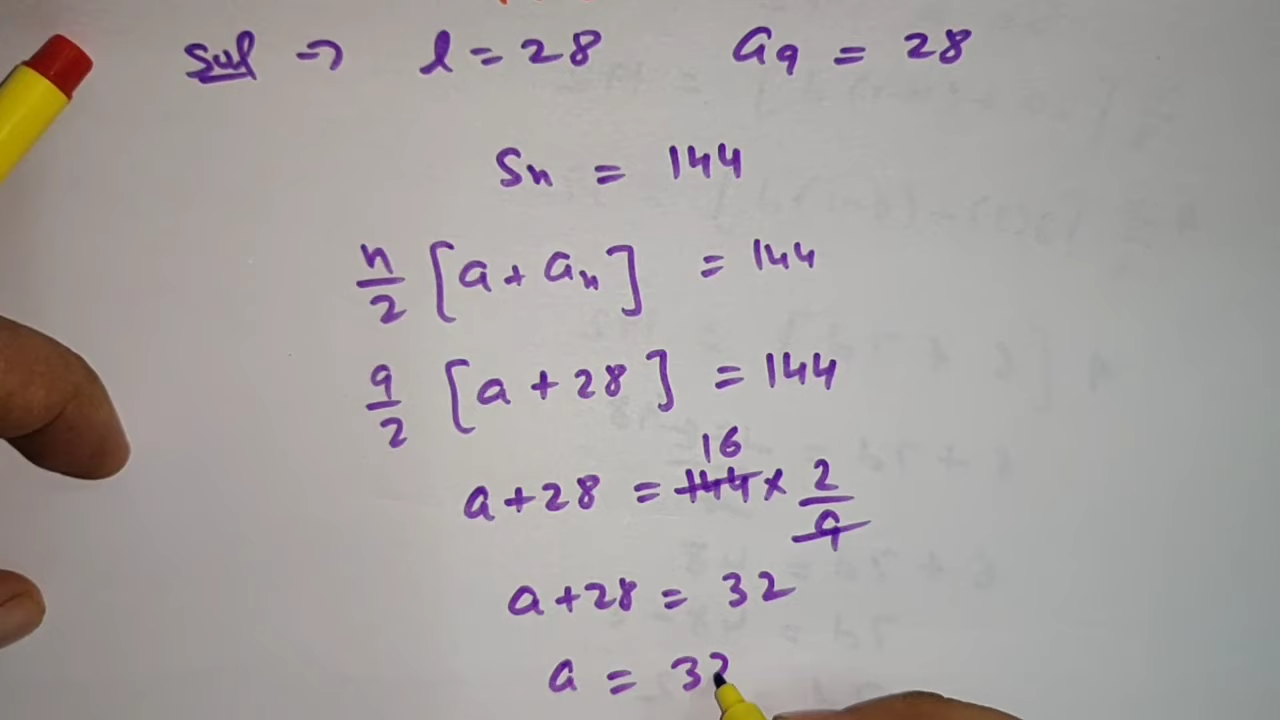 Sol → l = 28 a₉ = 28
Sn = 144
n/2 [a + an] = 144
9/2 [a + 28] = 144
16
a + 28 = 144 × 2/9
a + 28 = 32
a = 32